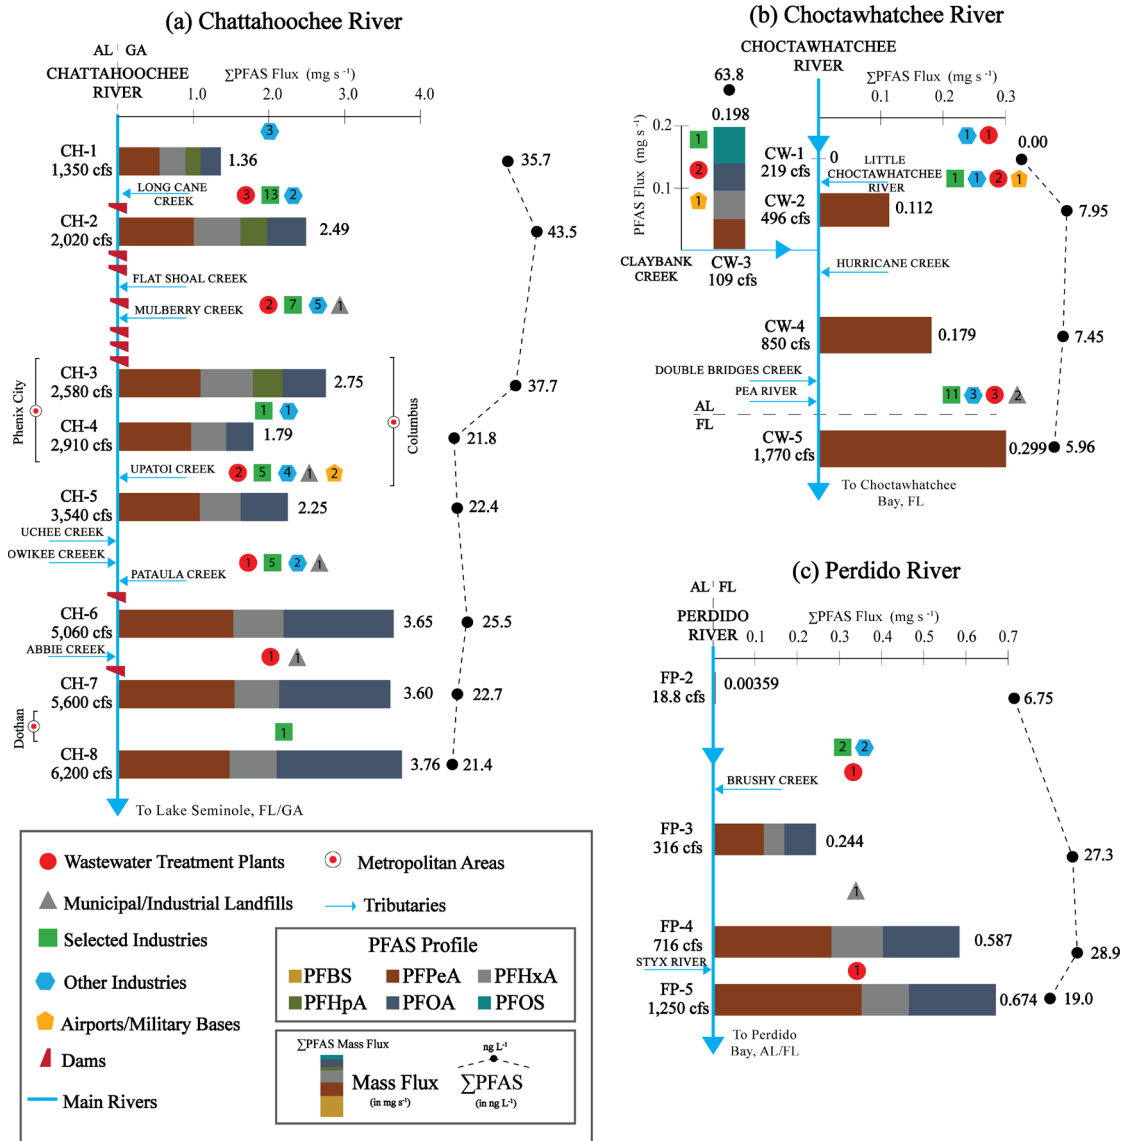 (a) Chattahoochee River
AL GA
CHATTAHOOCHEE
RIVER
∑PFAS Flux (mg s⁻¹)
1.0 2.0 3.0 4.0
3
CH-1
1,350 cfs
1.36
35.7
LONG CANE
CREEK
3 13 2
CH-2
2,020 cfs
2.49
43.5
FLAT SHOAL CREEK
MULBERRY CREEK
2 7 5 1
Phenix City
Columbus
CH-3
2,580 cfs
2.75
37.7
1 1
CH-4
2,910 cfs
1.79
21.8
UPATOI CREEK
2 5 4 1 2
CH-5
3,540 cfs
2.25
22.4
UCHEE CREEK
OWIKEE CREEEK
1 5 2 1
PATAULA CREEK
CH-6
5,060 cfs
3.65
25.5
ABBIE CREEK
1 1
CH-7
5,600 cfs
3.60
22.7
Dothan
1
CH-8
6,200 cfs
3.76
21.4
To Lake Seminole, FL/GA
(b) Choctawhatchee River
CHOCTAWHATCHEE
RIVER
∑PFAS Flux (mg s⁻¹)
0.1 0.2 0.3
63.8
0.198
PFAS Flux (mg s⁻¹)
0.2
0.1
1
2
1
CLAYBANK
CREEK
CW-3
109 cfs
1 1
CW-1
219 cfs
0
0.00
LITTLE
CHOCTAWHATCHEE
RIVER
1 1 2 1
CW-2
496 cfs
0.112
7.95
HURRICANE CREEK
CW-4
850 cfs
0.179
7.45
DOUBLE BRIDGES CREEK
PEA RIVER
11 3 3 2
AL
FL
CW-5
1,770 cfs
0.299
5.96
To Choctawhatchee
Bay, FL
(c) Perdido River
AL FL
PERDIDO
RIVER
∑PFAS Flux (mg s⁻¹)
0.1 0.2 0.3 0.4 0.5 0.6 0.7
FP-2
18.8 cfs
0.00359
6.75
2 2
1
BRUSHY CREEK
FP-3
316 cfs
0.244
27.3
1
FP-4
716 cfs
0.587
28.9
STYX RIVER
1
FP-5
1,250 cfs
0.674
19.0
To Perdido
Bay, AL/FL
Wastewater Treatment Plants
Municipal/Industrial Landfills
Selected Industries
Other Industries
Airports/Military Bases
Dams
Main Rivers
Metropolitan Areas
Tributaries
PFAS Profile
PFBS PFPeA PFHxA
PFHpA PFOA PFOS
∑PFAS Mass Flux
Mass Flux
(in mg s⁻¹)
ng L⁻¹
∑PFAS
(in ng L⁻¹)